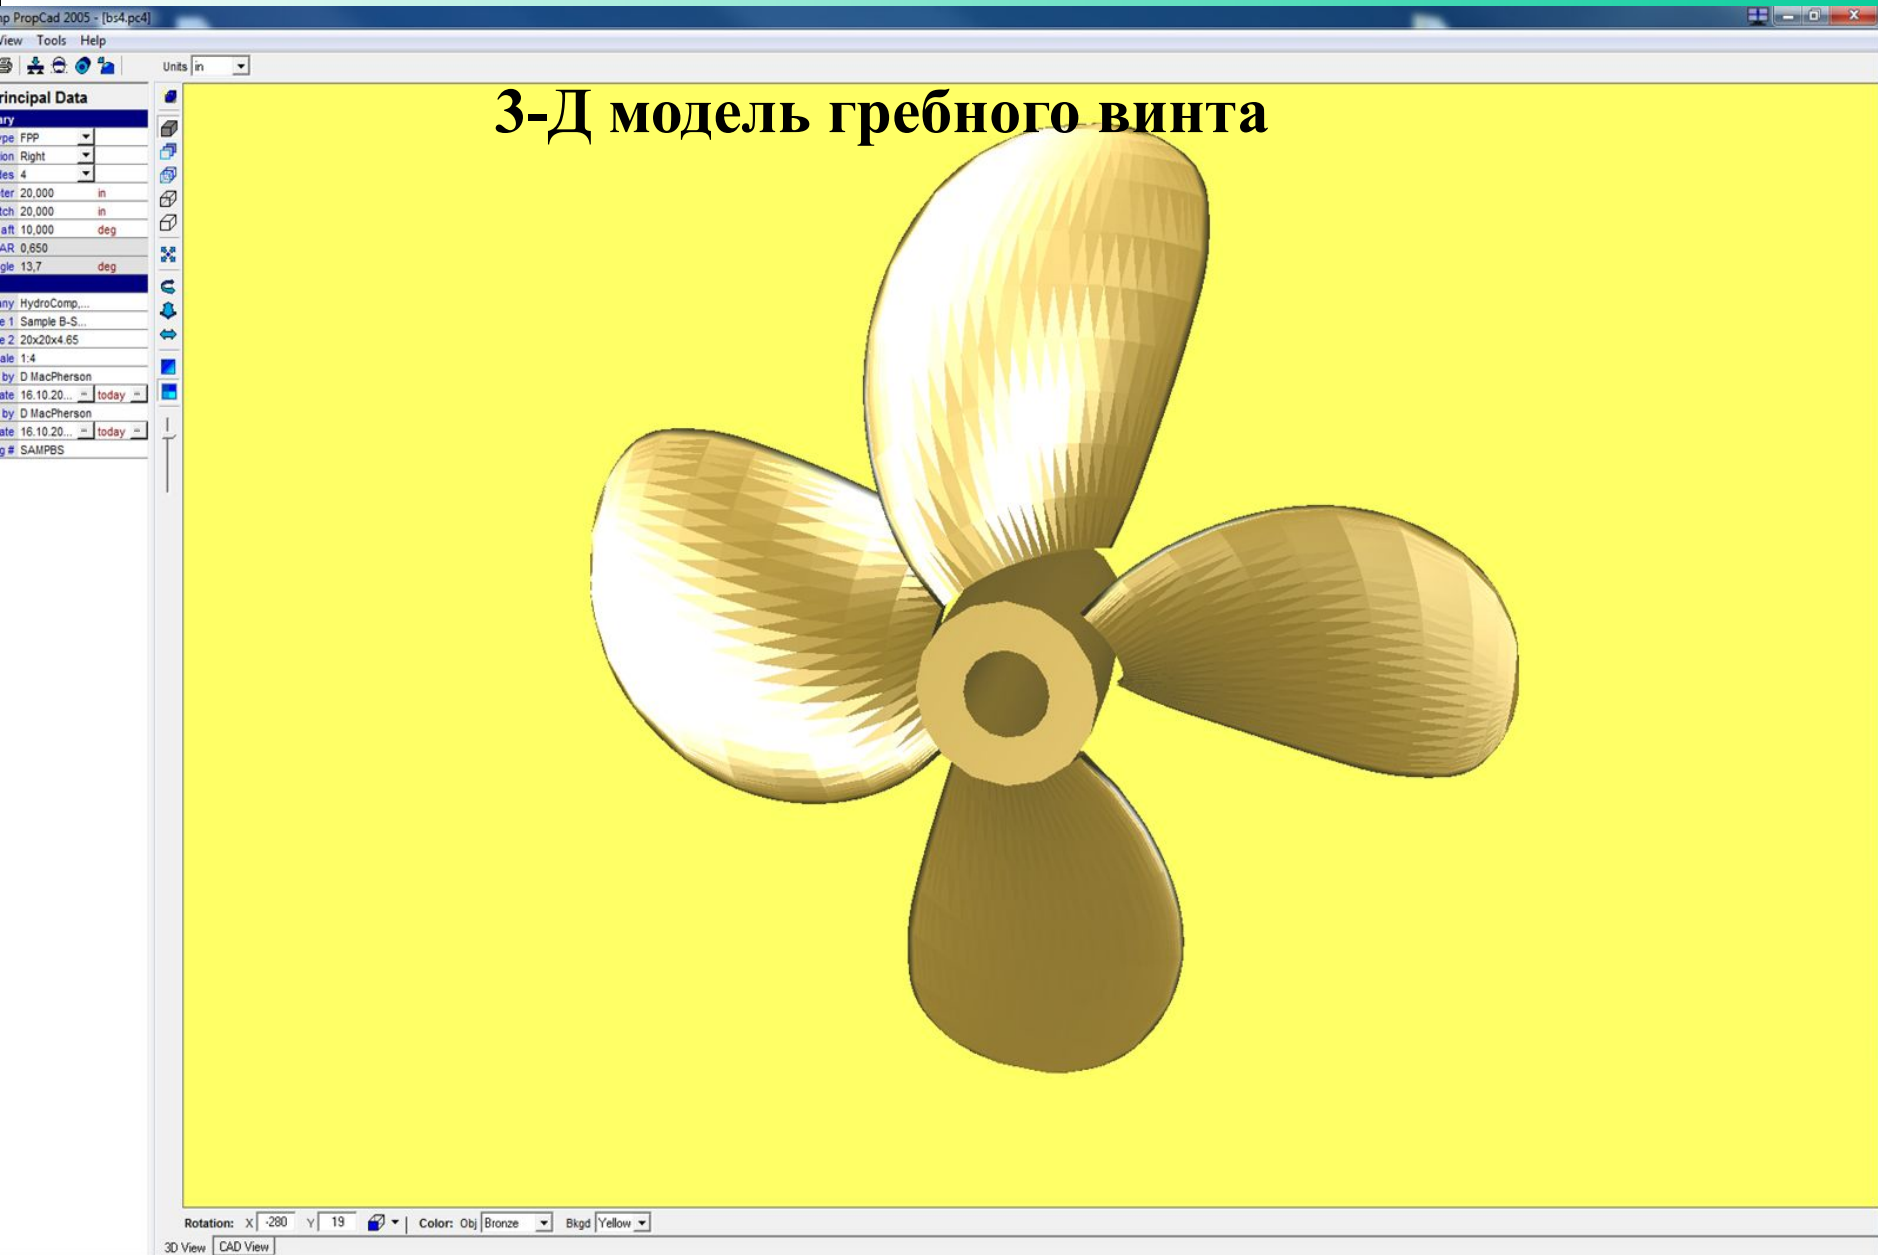 np PropCad 2005 - [bs4.pc4]
View Tools Help
Units in
3-Д модель гребного винта
rincipal Data
ary
ype FPP
ion Right
des 4
ter 20,000 in
tch 20,000 in
aft 10,000 deg
AR 0,650
gle 13,7 deg
any HydroComp,...
e 1 Sample B-S...
e 2 20x20x4.65
ale 1:4
by D MacPherson
ate 16.10.20... today
by D MacPherson
ate 16.10.20... today
g # SAMPBS
Rotation: X -280 Y 19 Color: Obj Bronze Bkgd Yellow
3D View CAD View